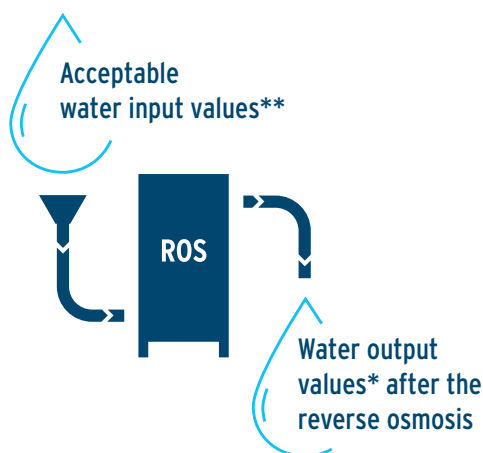 Acceptable
water input values**
ROS
Water output
values* after the
reverse osmosis